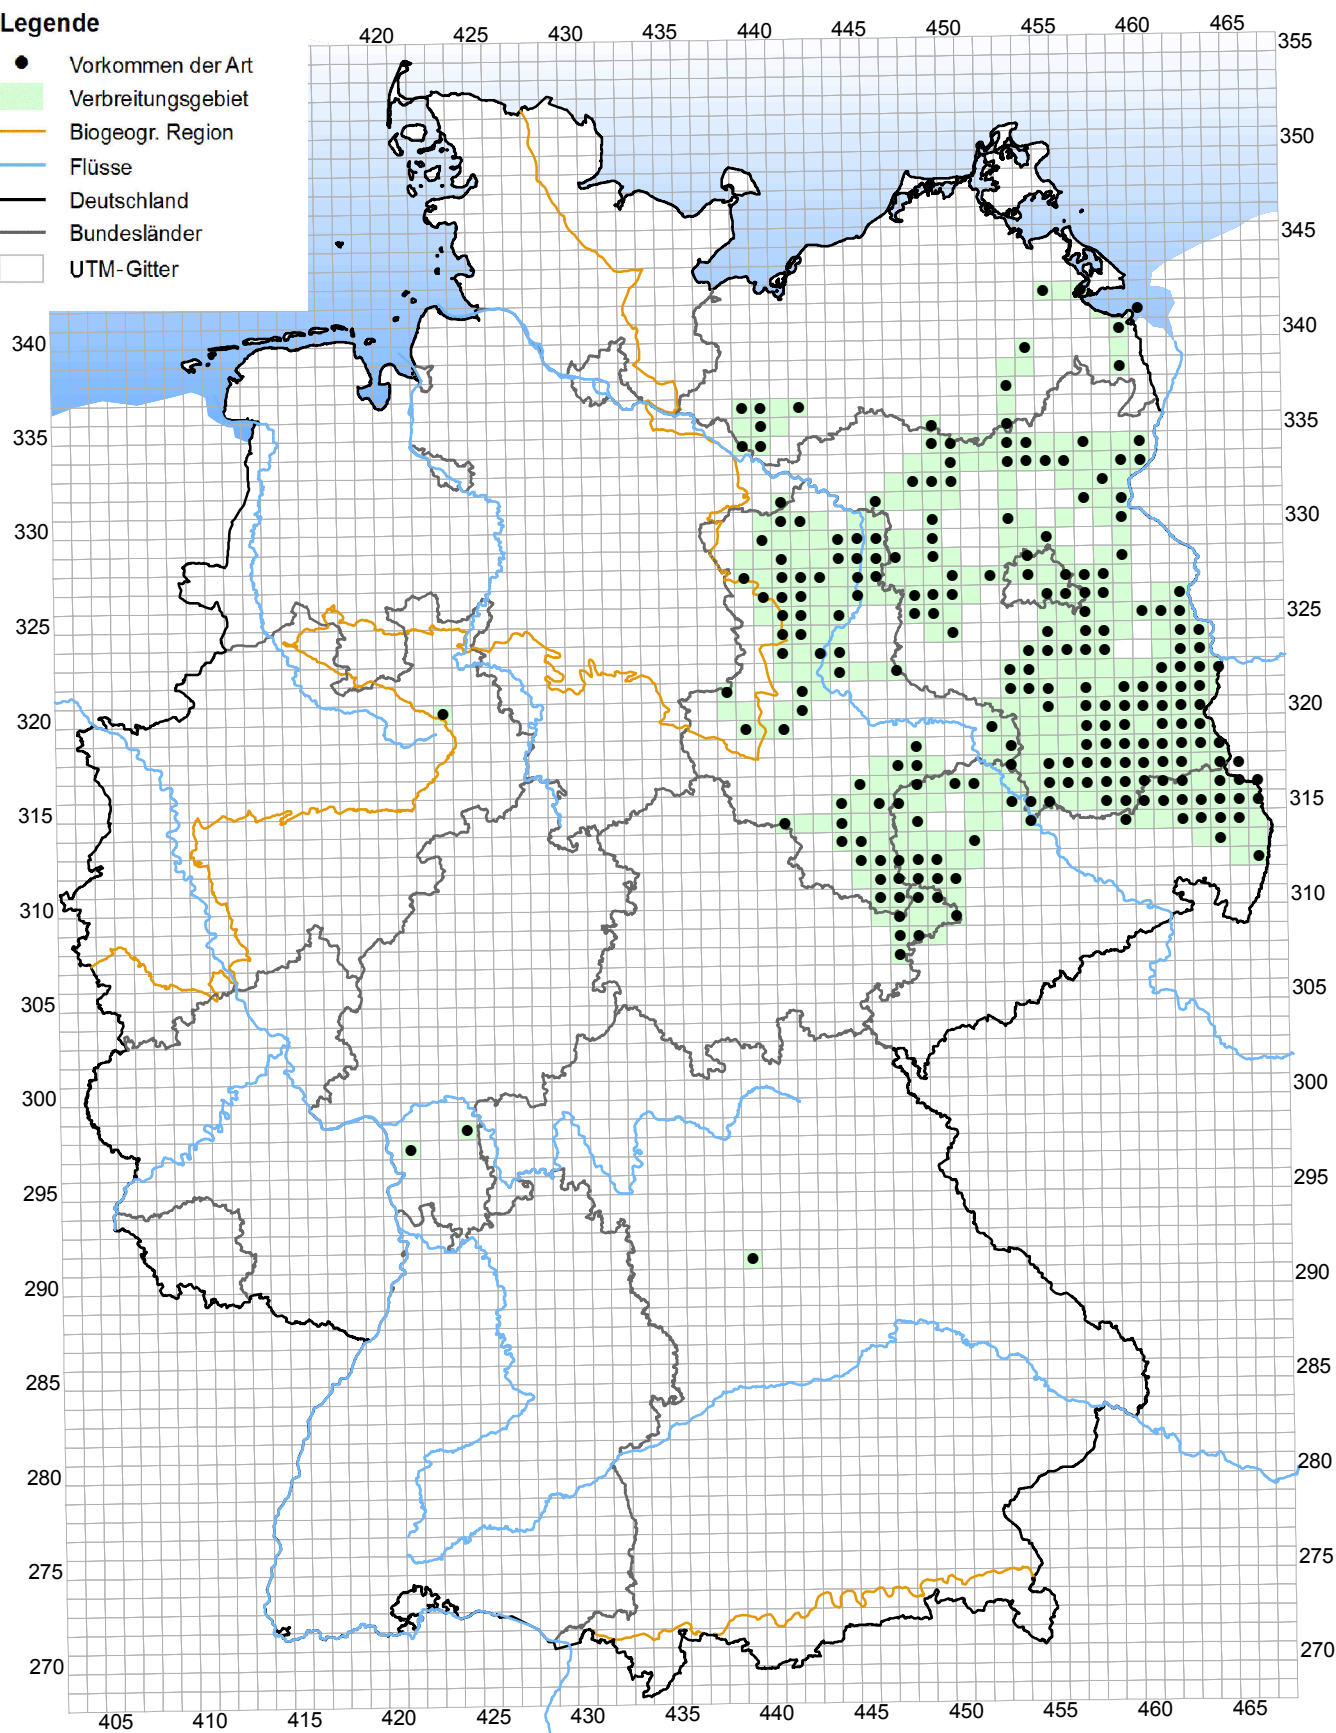 Legende
Vorkommen der Art
Verbreitungsgebiet
Biogeogr. Region
Flüsse
Deutschland
Bundesländer
UTM-Gitter
420 425 430 435 440 445 450 455 460 465
355
350
345
340 340
335 335
330 330
325 325
320 320
315 315
310 310
305 305
300 300
295 295
290 290
285 285
280 280
275 275
270 270
405 410 415 420 425 430 435 440 445 450 455 460 465